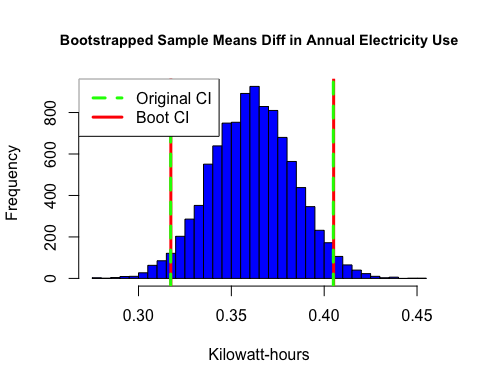 Bootstrapped Sample Means Diff in Annual Electricity Use
Original CI
Boot CI
Frequency
800
600
400
200
0
0.30 0.35 0.40 0.45
Kilowatt-hours